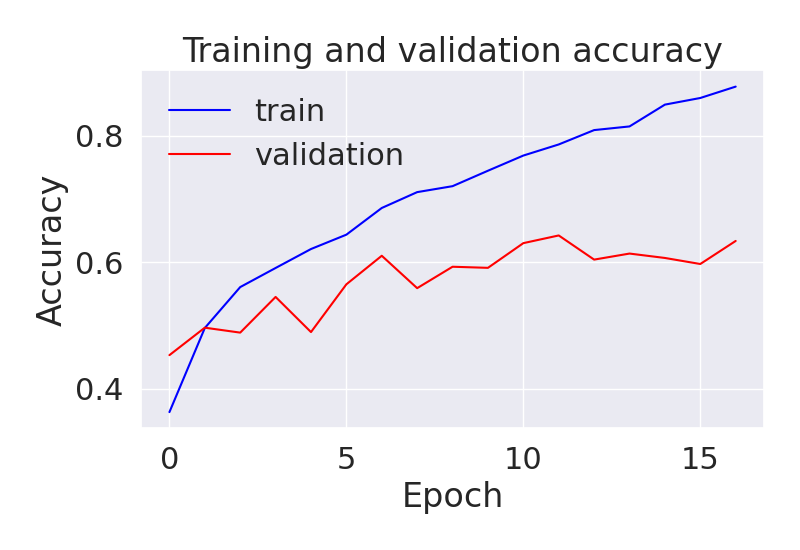 Training and validation accuracy
train
validation
0.8
0.6
0.4
Accuracy
0
5
10
15
Epoch